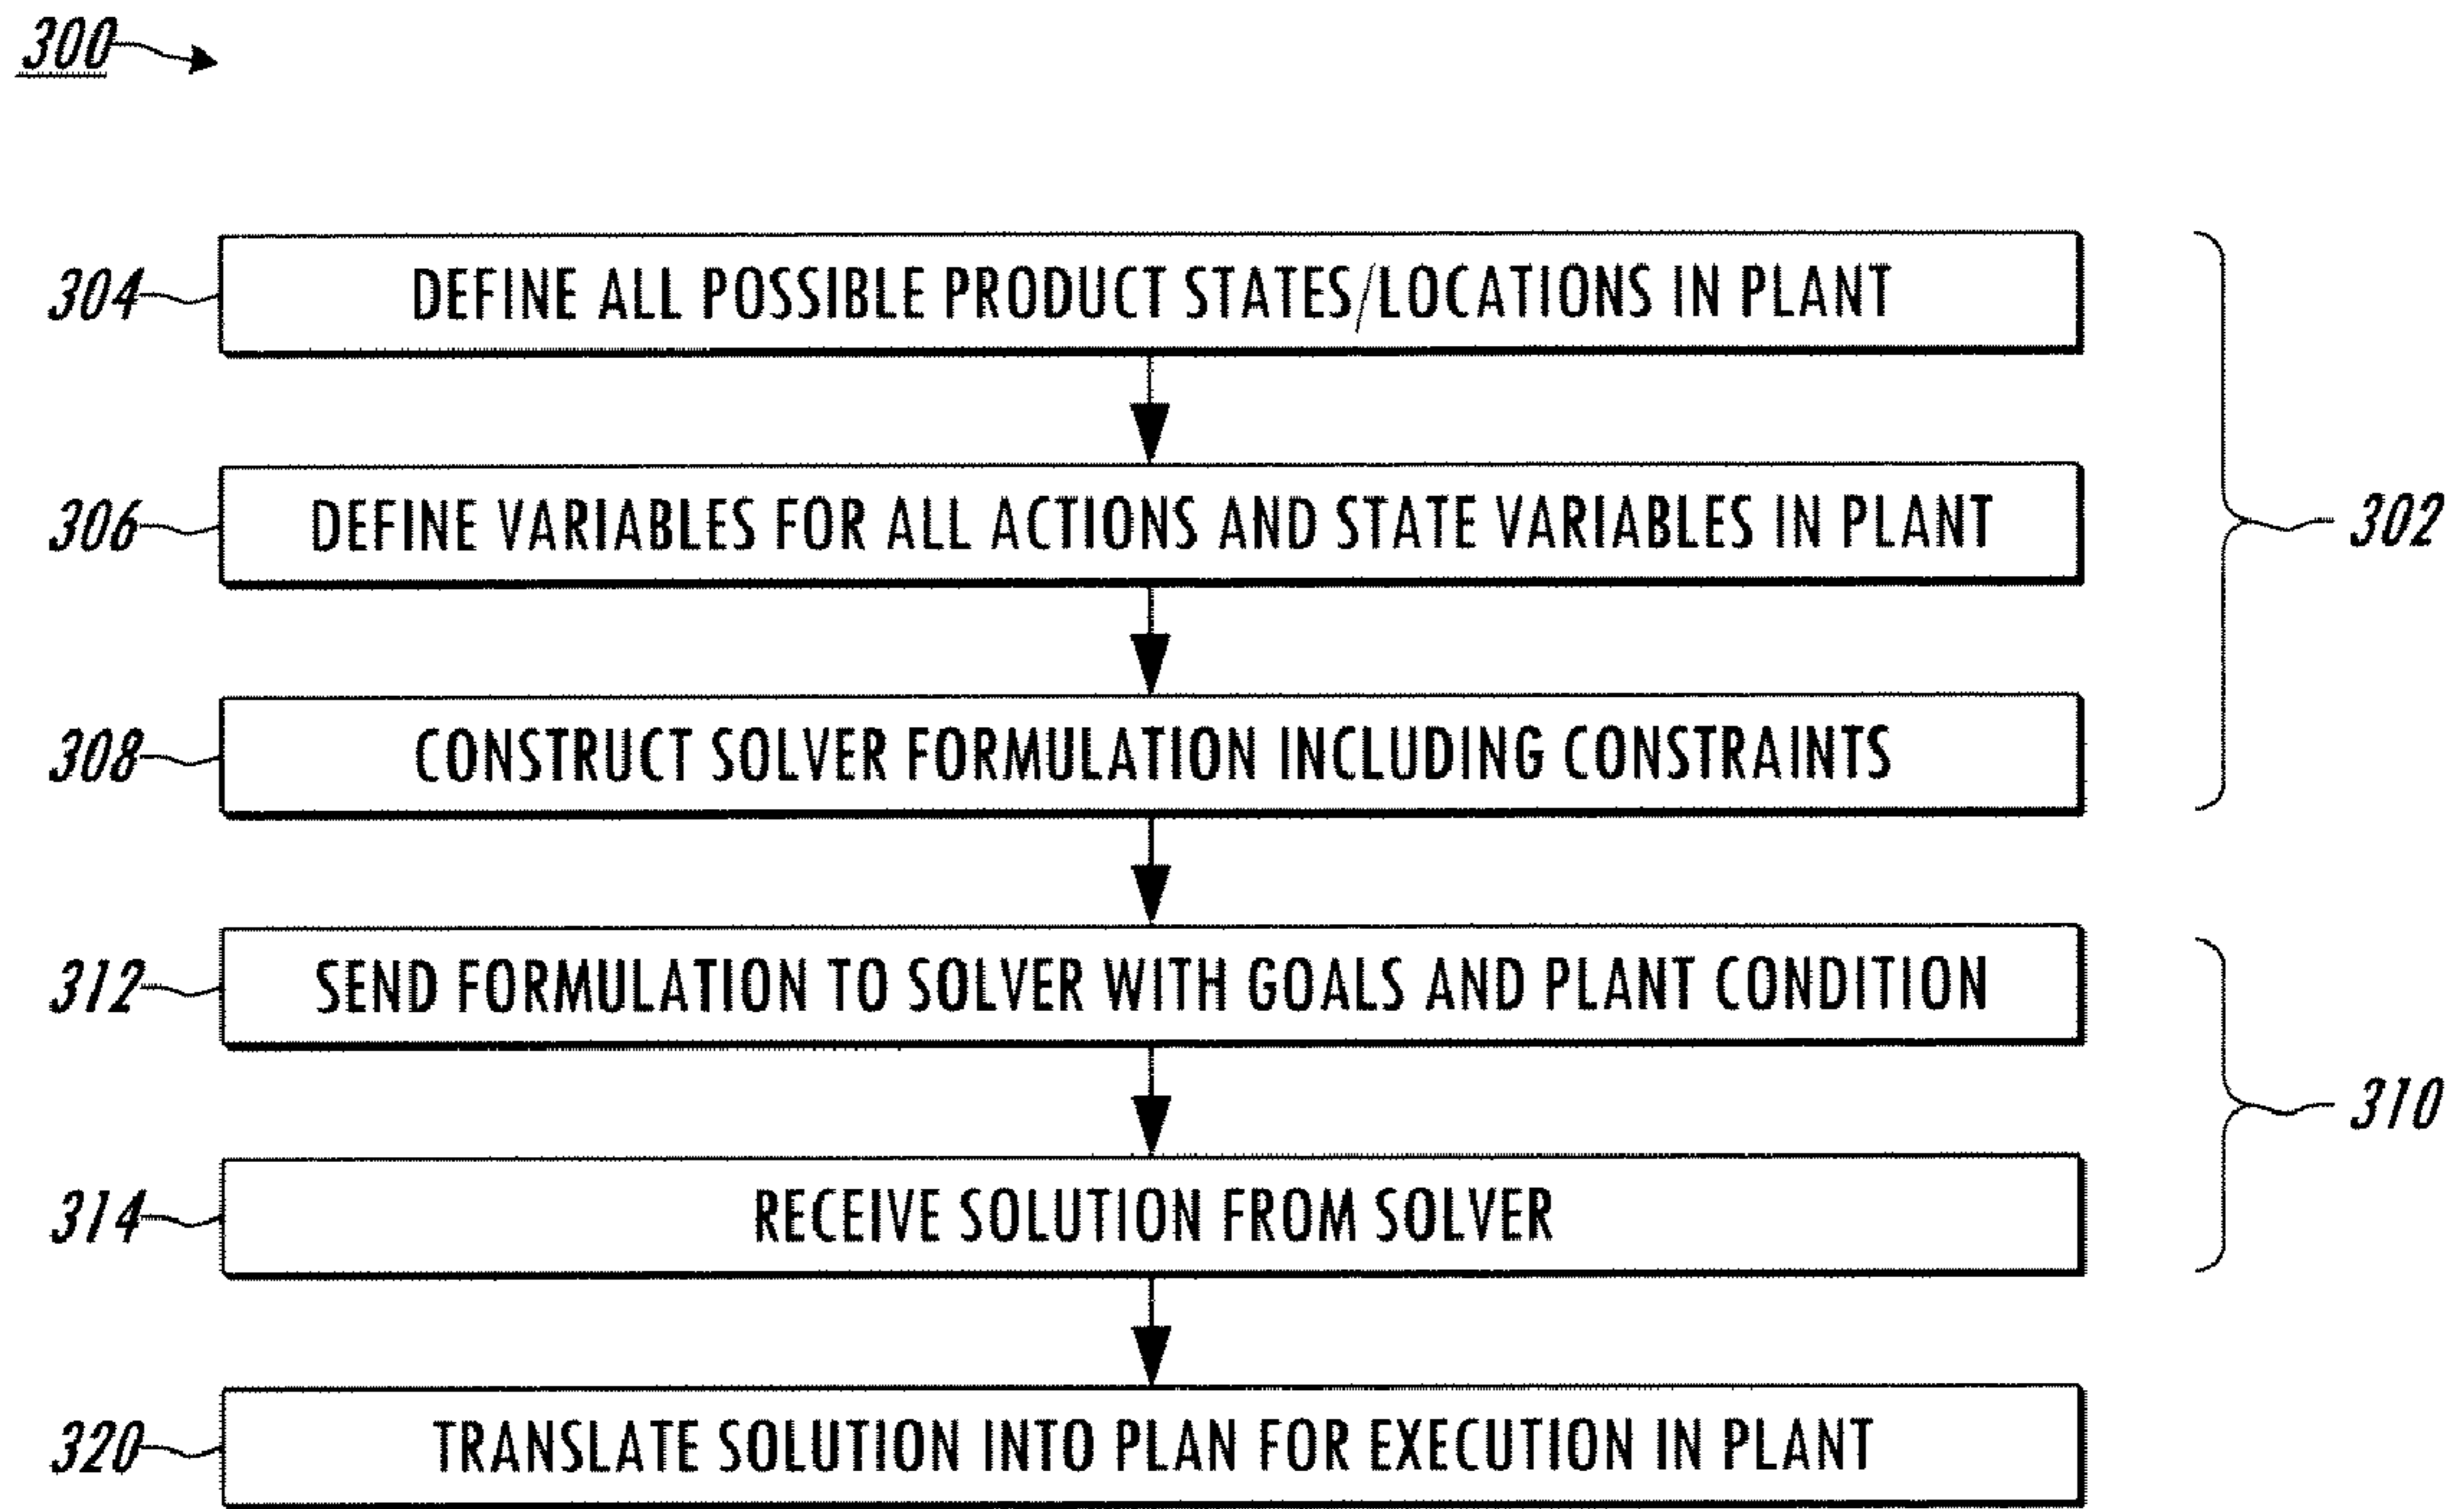 300
304 DEFINE ALL POSSIBLE PRODUCT STATES/LOCATIONS IN PLANT
306 DEFINE VARIABLES FOR ALL ACTIONS AND STATE VARIABLES IN PLANT
302
308 CONSTRUCT SOLVER FORMULATION INCLUDING CONSTRAINTS
312 SEND FORMULATION TO SOLVER WITH GOALS AND PLANT CONDITION
310
314 RECEIVE SOLUTION FROM SOLVER
320 TRANSLATE SOLUTION INTO PLAN FOR EXECUTION IN PLANT